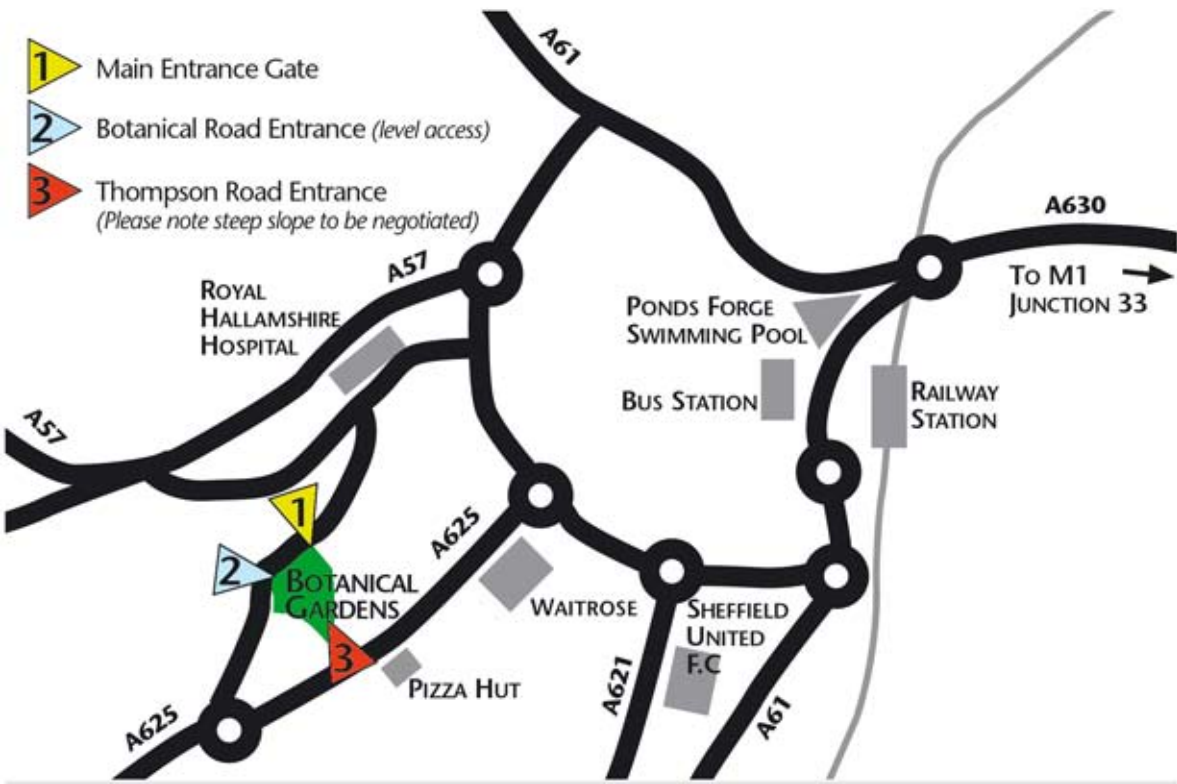 A61
1 Main Entrance Gate
2 Botanical Road Entrance (level access)
3 Thompson Road Entrance
(Please note steep slope to be negotiated)
A630
To M1
Junction 33
A57
Royal
Hallamshire
Hospital
Ponds Forge
Swimming Pool
Bus Station
Railway
Station
A57
1
2
Botanical
Gardens
3
A625
Waitrose
Sheffield
United
F.C
Pizza Hut
A625
A621
A61